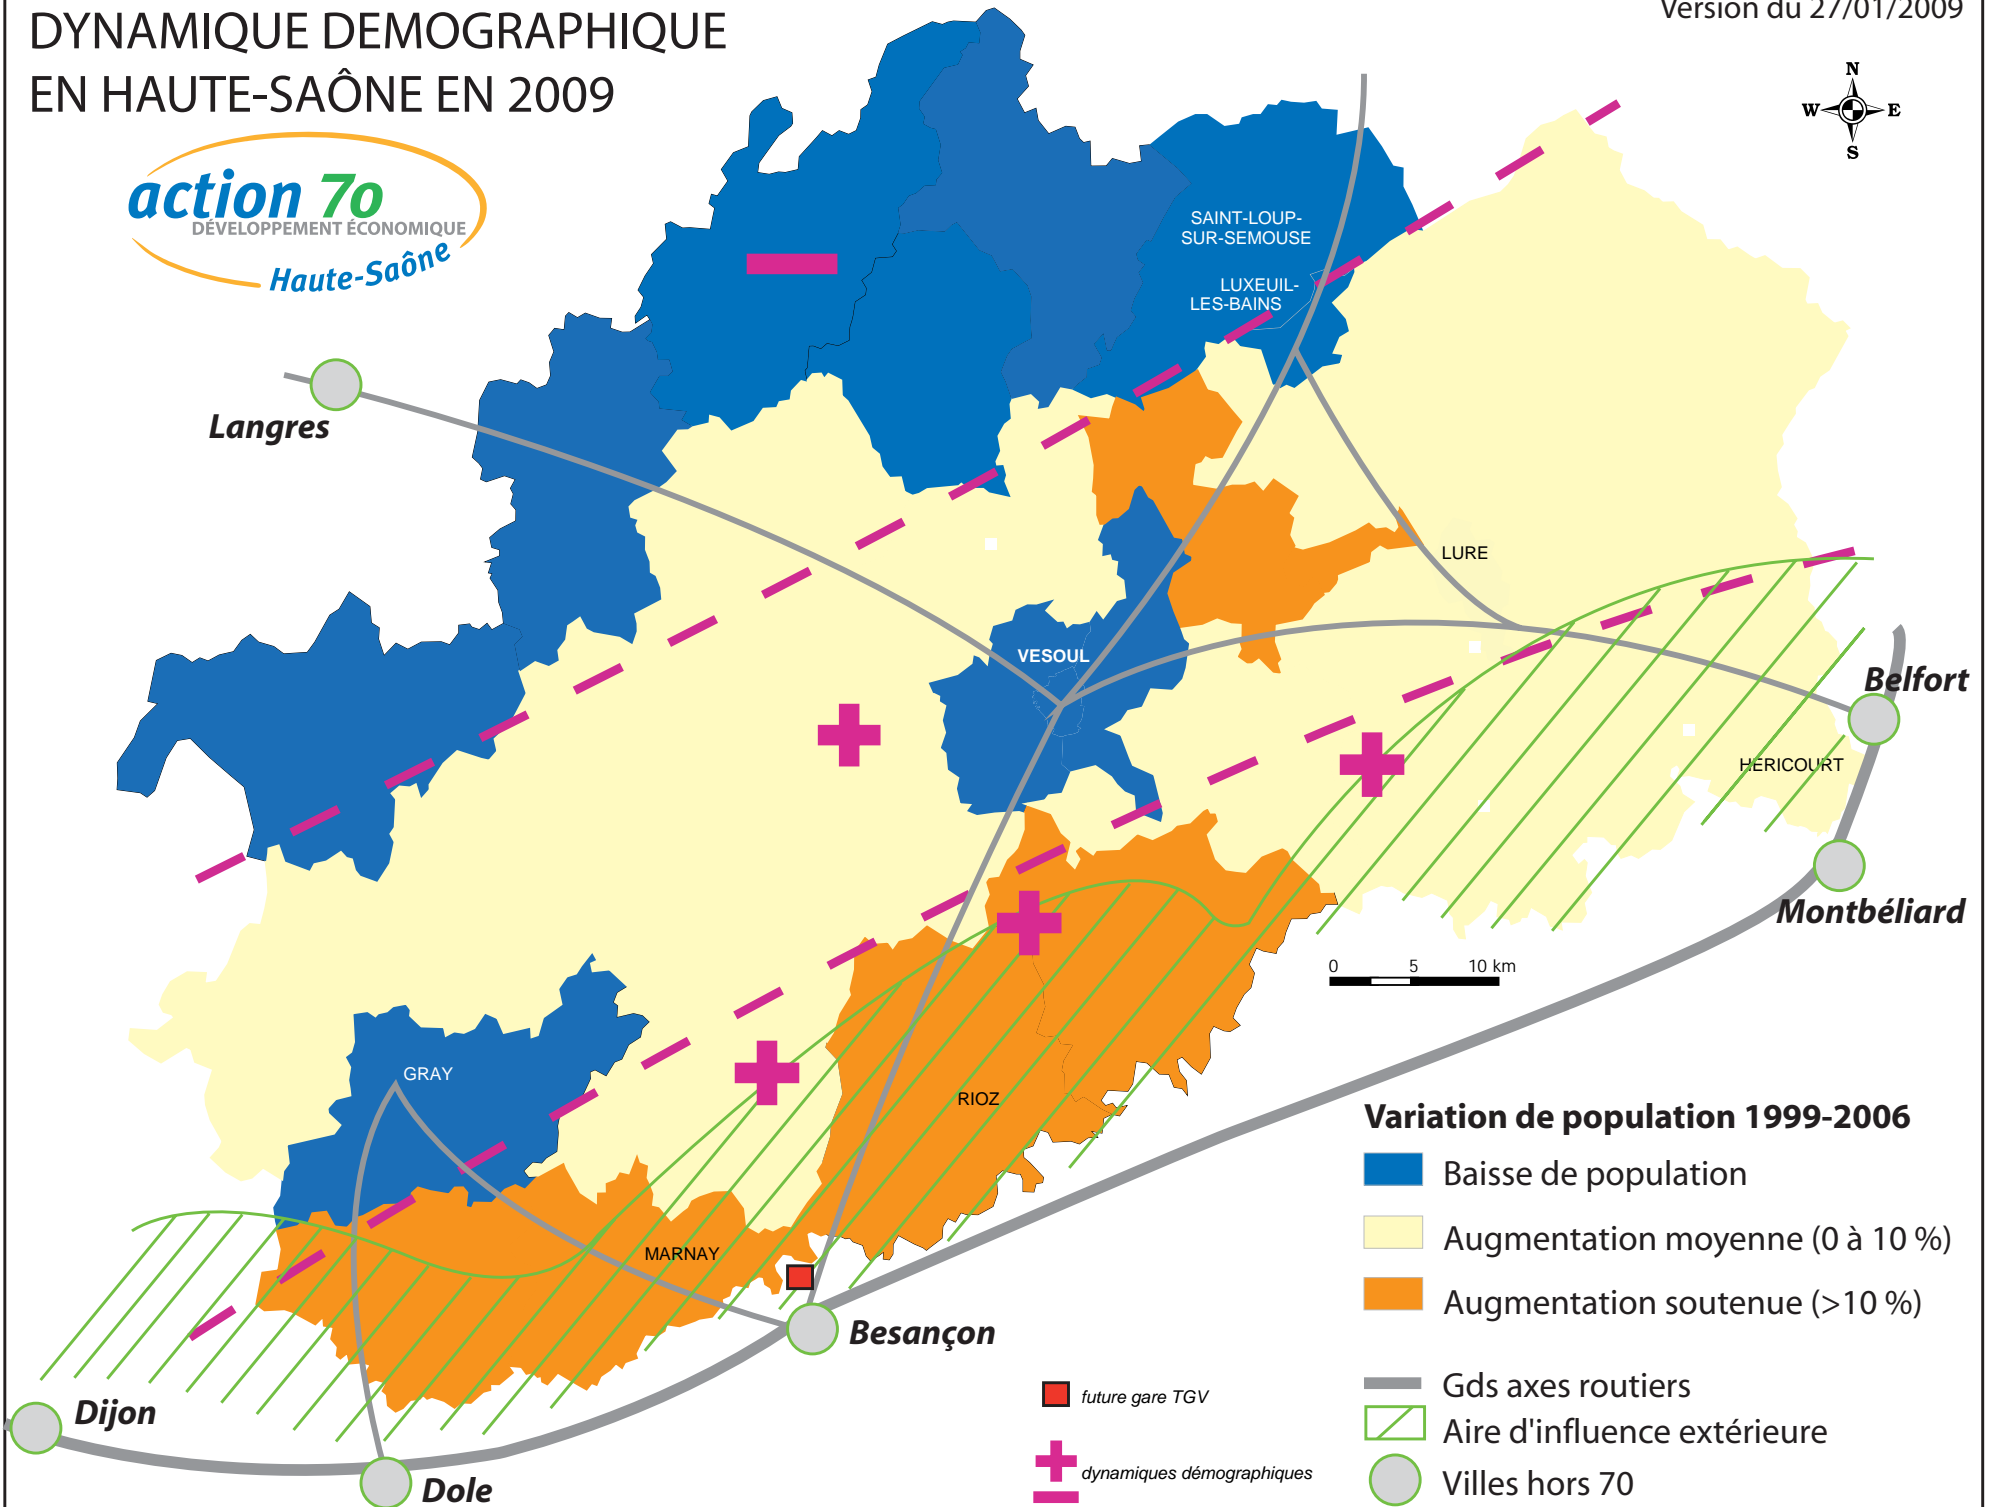 DYNAMIQUE DEMOGRAPHIQUE
EN HAUTE-SAÔNE EN 2009
Version du 27/01/2009
N
W E
S
action 70
DÉVELOPPEMENT ÉCONOMIQUE
Haute-Saône
SAINT-LOUP-
SUR-SEMOUSE
LUXEUIL-
LES-BAINS
Langres
LURE
VESOUL
Belfort
HERICOURT
Montbéliard
0 5 10 km
GRAY
RIOZ
MARNAY
Besançon
Dijon
Dole
Variation de population 1999-2006
Baisse de population
Augmentation moyenne (0 à 10 %)
Augmentation soutenue (>10 %)
Gds axes routiers
Aire d'influence extérieure
Villes hors 70
future gare TGV
dynamiques démographiques